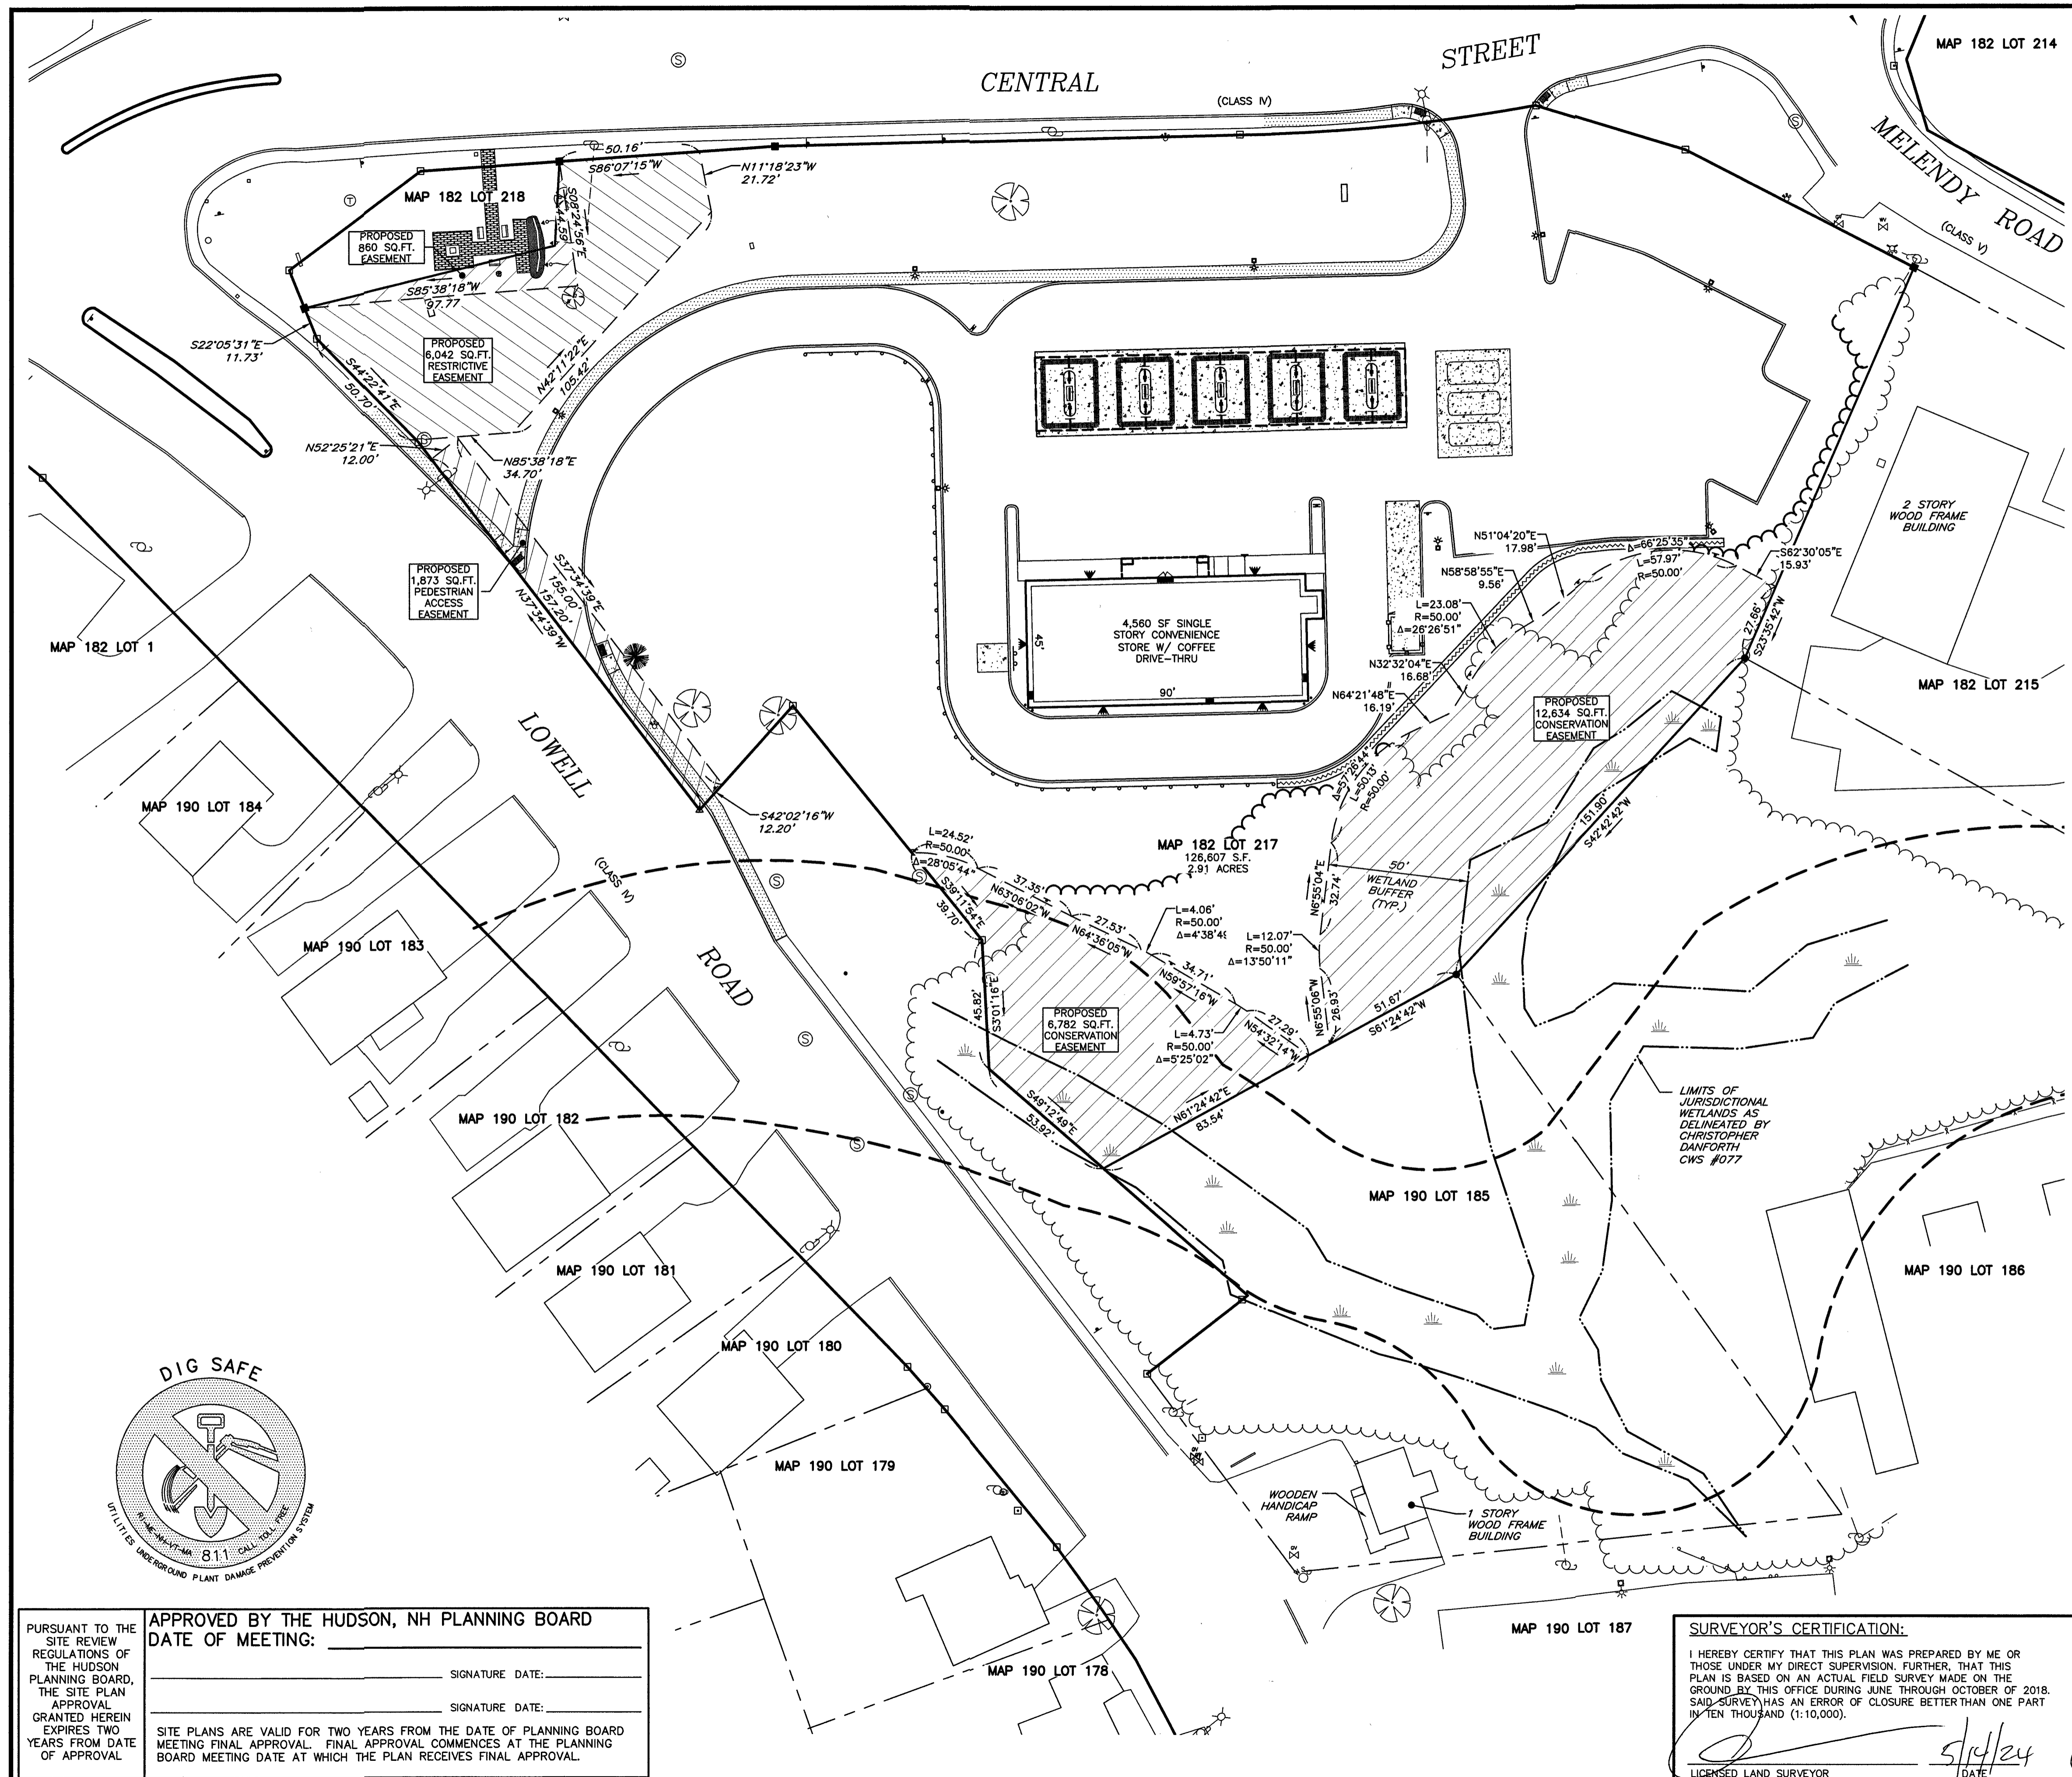 CENTRAL
STREET
(CLASS IV)
MAP 182 LOT 214
MELENDY ROAD
(CLASS V)
50.16'
S86°07'15"W
N11°18'23"W
21.72'
MAP 182 LOT 218
S08°24'56"E
44.59'
PROPOSED
860 SQ.FT.
EASEMENT
S85°38'18"W
97.77
S22°05'31"E
11.73'
PROPOSED
6,042 SQ.FT.
RESTRICTIVE
EASEMENT
N42°11'22"E
105.42'
S44°22'41"E
50.70'
N52°25'21"E
12.00'
N85°38'18"E
34.70'
PROPOSED
1,873 SQ.FT.
PEDESTRIAN
ACCESS
EASEMENT
S37°34'39"E
155.00'
157.20'
N37°34'39"W
MAP 182 LOT 1
2 STORY
WOOD FRAME
BUILDING
4,560 SF SINGLE
STORY CONVENIENCE
STORE W/ COFFEE
DRIVE-THRU
45'
90'
N51°04'20"E
17.98'
Δ=66°25'35"
L=57.97'
R=50.00'
S62°30'05"E
15.93'
N58°58'55"E
9.56'
L=23.08'
R=50.00'
Δ=26°26'51"
27.66'
S23°35'42"W
N32°32'04"E
16.68'
N64°21'48"E
16.19'
MAP 182 LOT 215
PROPOSED
12,634 SQ.FT.
CONSERVATION
EASEMENT
Δ=57°26'44"
L=50.13'
R=50.00'
151.90'
S42°42'42"W
LOWELL
ROAD
(CLASS IV)
MAP 190 LOT 184
S42°02'16"W
12.20'
MAP 182 LOT 217
126,607 S.F.
2.91 ACRES
L=24.52'
R=50.00'
Δ=28°05'44"
S39°11'54"E
39.70'
37.35'
N63°06'02"W
27.53'
N64°36'05"W
L=4.06'
R=50.00'
34.71'
N59°57'16"W
L=12.07'
R=50.00'
Δ=13°50'11"
N6°55'04"E
32.74'
50'
WETLAND
BUFFER
(TYP.)
MAP 190 LOT 183
45.82'
S3°01'16"E
PROPOSED
6,782 SQ.FT.
CONSERVATION
EASEMENT
L=4.73'
R=50.00'
Δ=5°25'02"
27.29'
N54°32'14"W
N6°55'06"W
26.93'
51.67'
S61°24'42"W
S49°12'49"E
53.92'
N61°24'42"E
83.54'
LIMITS OF
JURISDICTIONAL
WETLANDS AS
DELINEATED BY
CHRISTOPHER
DANFORTH
CWS #077
MAP 190 LOT 182
MAP 190 LOT 185
MAP 190 LOT 181
MAP 190 LOT 186
MAP 190 LOT 180
MAP 190 LOT 179
WOODEN
HANDICAP
RAMP
1 STORY
WOOD FRAME
BUILDING
MAP 190 LOT 187
MAP 190 LOT 178
DIG SAFE
RI-ME-NH-VT-MA 811 CALL TOLL FREE
UTILITIES UNDERGROUND PLANT DAMAGE PREVENTION SYSTEM
PURSUANT TO THE
SITE REVIEW
REGULATIONS OF
THE HUDSON
PLANNING BOARD,
THE SITE PLAN
APPROVAL
GRANTED HEREIN
EXPIRES TWO
YEARS FROM DATE
OF APPROVAL
APPROVED BY THE HUDSON, NH PLANNING BOARD
DATE OF MEETING:
SIGNATURE DATE:
SIGNATURE DATE:
SITE PLANS ARE VALID FOR TWO YEARS FROM THE DATE OF PLANNING BOARD
MEETING FINAL APPROVAL. FINAL APPROVAL COMMENCES AT THE PLANNING
BOARD MEETING DATE AT WHICH THE PLAN RECEIVES FINAL APPROVAL.
SURVEYOR'S CERTIFICATION:
I HEREBY CERTIFY THAT THIS PLAN WAS PREPARED BY ME OR
THOSE UNDER MY DIRECT SUPERVISION. FURTHER, THAT THIS
PLAN IS BASED ON AN ACTUAL FIELD SURVEY MADE ON THE
GROUND BY THIS OFFICE DURING JUNE THROUGH OCTOBER OF 2018.
SAID SURVEY HAS AN ERROR OF CLOSURE BETTER THAN ONE PART
IN TEN THOUSAND (1:10,000).
5/14/24
LICENSED LAND SURVEYOR DATE